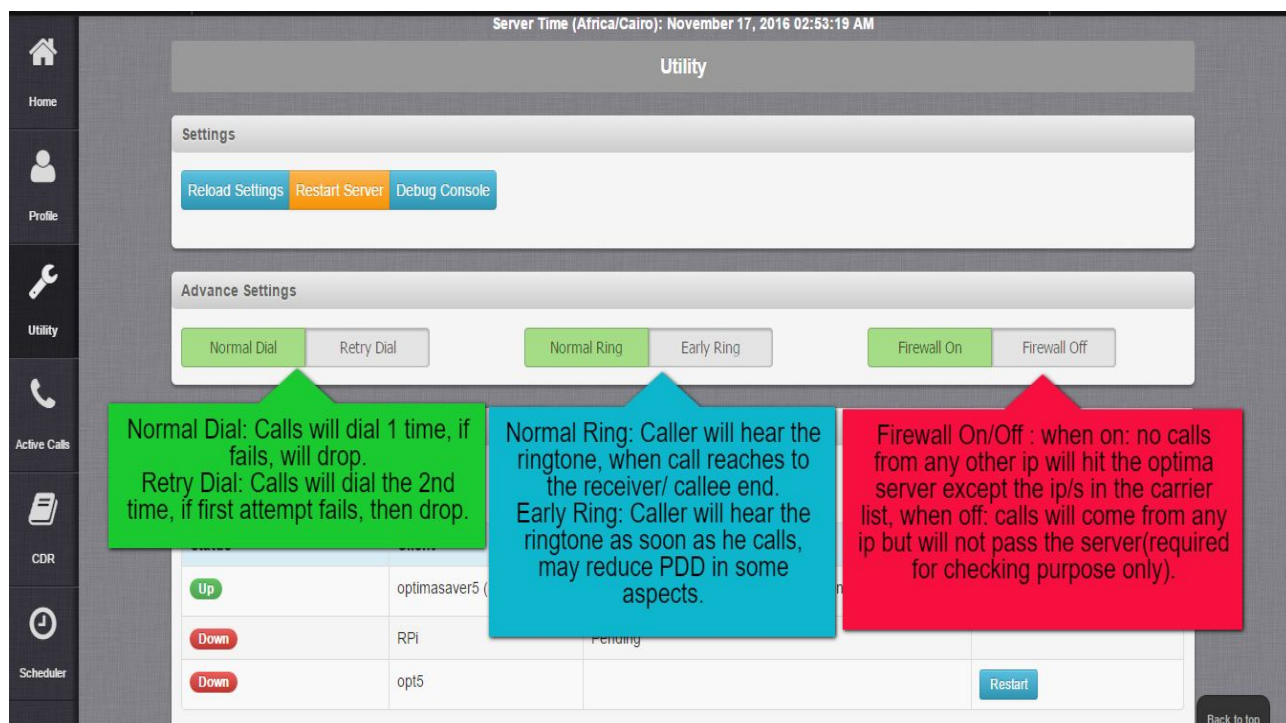 Server Time (Africa/Cairo): November 17, 2016 02:53:19 AM
Utility
Home
Profile
Utility
Active Calls
CDR
Scheduler
Settings
Reload Settings Restart Server Debug Console
Advance Settings
Normal Dial Retry Dial Normal Ring Early Ring Firewall On Firewall Off
Normal Dial: Calls will dial 1 time, if
fails, will drop.
Retry Dial: Calls will dial the 2nd
time, if first attempt fails, then drop.
Normal Ring: Caller will hear the
ringtone, when call reaches to
the receiver/ callee end.
Early Ring: Caller will hear the
ringtone as soon as he calls,
may reduce PDD in some
aspects.
Firewall On/Off : when on: no calls
from any other ip will hit the optima
server except the ip/s in the carrier
list, when off: calls will come from any
ip but will not pass the server(required
for checking purpose only).
Up optimasaver5 (
Down RPi Pending
Down opt5 Restart
Back to top